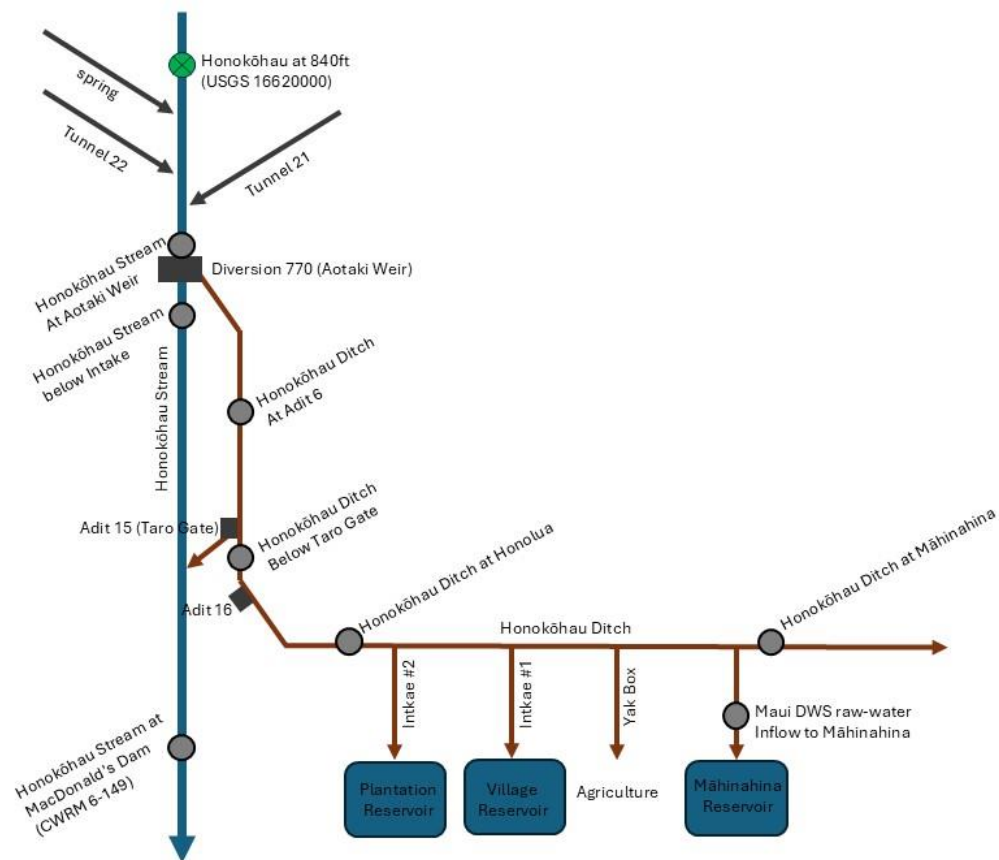 Honokōhau at 840ft
(USGS 16620000)
spring
Tunnel 22
Tunnel 21
Honokōhau Stream
At Aotaki Weir
Diversion 770 (Aotaki Weir)
Honokōhau Stream
below Intake
Honokōhau Stream
Honokōhau Ditch
At Adit 6
Adit 15 (Taro Gate)
Honokōhau Ditch
Below Taro Gate
Adit 16
Honokōhau Ditch at Honolua
Honokōhau Ditch
Honokōhau Ditch at Māhinahina
Intkae #2
Intkae #1
Yak Box
Maui DWS raw-water
Inflow to Māhinahina
Honokōhau Stream at
MacDonald's Dam
(CWRM 6-149)
Plantation
Reservoir
Village
Reservoir
Agriculture
Māhinahina
Reservoir